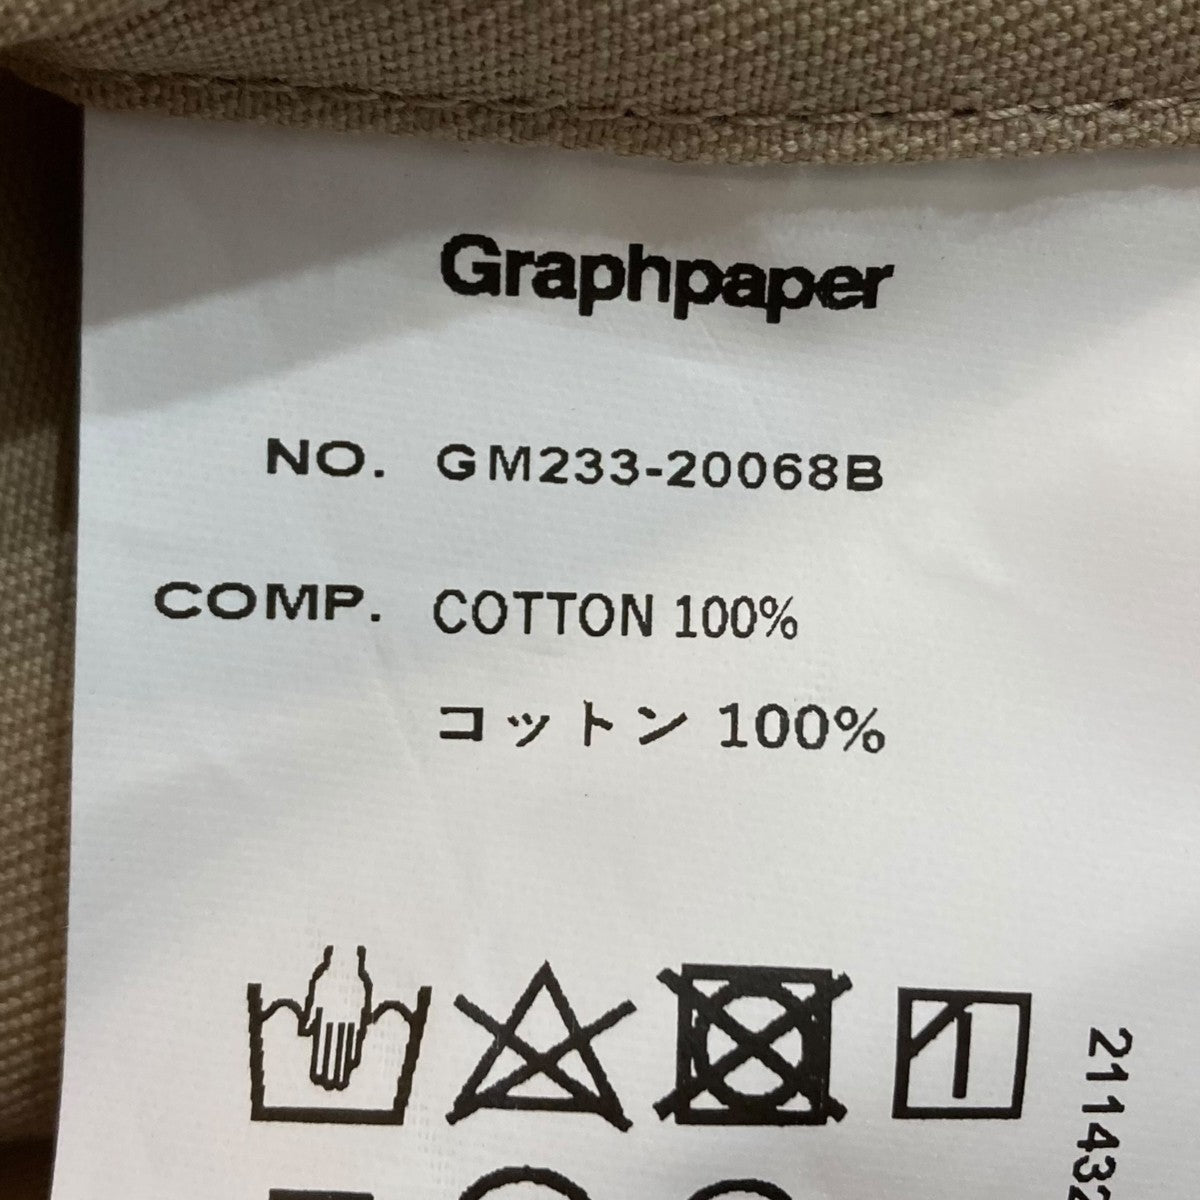 Graphpaper
NO. GM233-20068B
COMP. COTTON 100%
コットン 100%